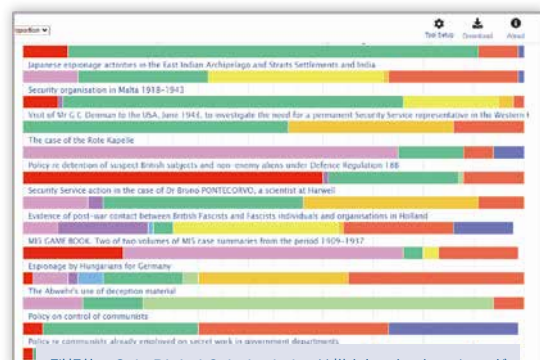 Tool Setup Download About
Japanese espionage activities in the East Indian Archipelago and Straits Settlements and India
Security organisation in Malta 1938-1943
Visit of Mr G C Denman to the USA, June 1943, to investigate the need for a permanent Security Service representative in the Western
The case of the Rote Kapelle
Policy re detention of suspect British subjects and non-enemy aliens under Defence Regulation 18B
Security Service action in the case of Dr Bruno PONTECORVO, a scientist at Harwell
Evidence of post-war contact between British Fascists and Fascists individuals and organisations in Holland
MI5 GAME BOOK. Two of two volumes of MI5 case summaries from the period 1909-1937
Espionage by Hungarians for Germany
The Abwehr's use of deception material
Policy on control of communists
Policy re communists already employed on secret work in government departments